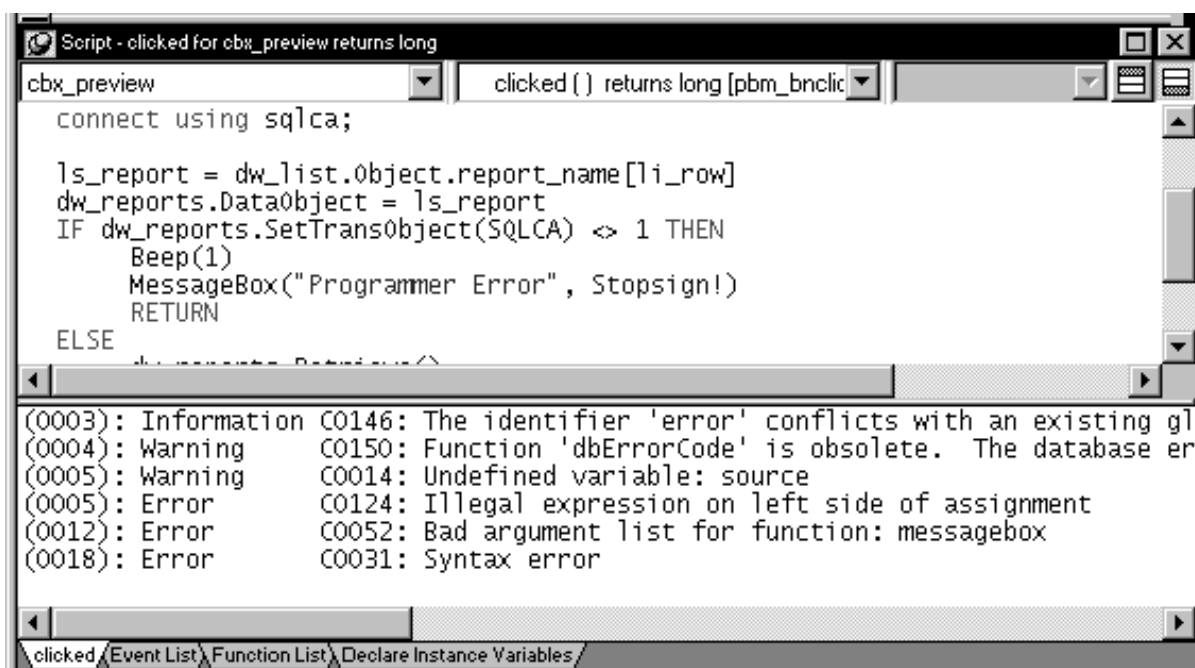 Script - clicked for cbx_preview returns long
cbx_preview clicked ( ) returns long [pbm_bnclic
connect using sqlca;
ls_report = dw_list.Object.report_name[li_row]
dw_reports.DataObject = ls_report
IF dw_reports.SetTransObject(SQLCA) <> 1 THEN
Beep(1)
MessageBox("Programmer Error", Stopsign!)
RETURN
ELSE
(0003): Information C0146: The identifier 'error' conflicts with an existing gl
(0004): Warning C0150: Function 'dbErrorCode' is obsolete. The database er
(0005): Warning C0014: Undefined variable: source
(0005): Error C0124: Illegal expression on left side of assignment
(0012): Error C0052: Bad argument list for function: messagebox
(0018): Error C0031: Syntax error
clicked Event List Function List Declare Instance Variables